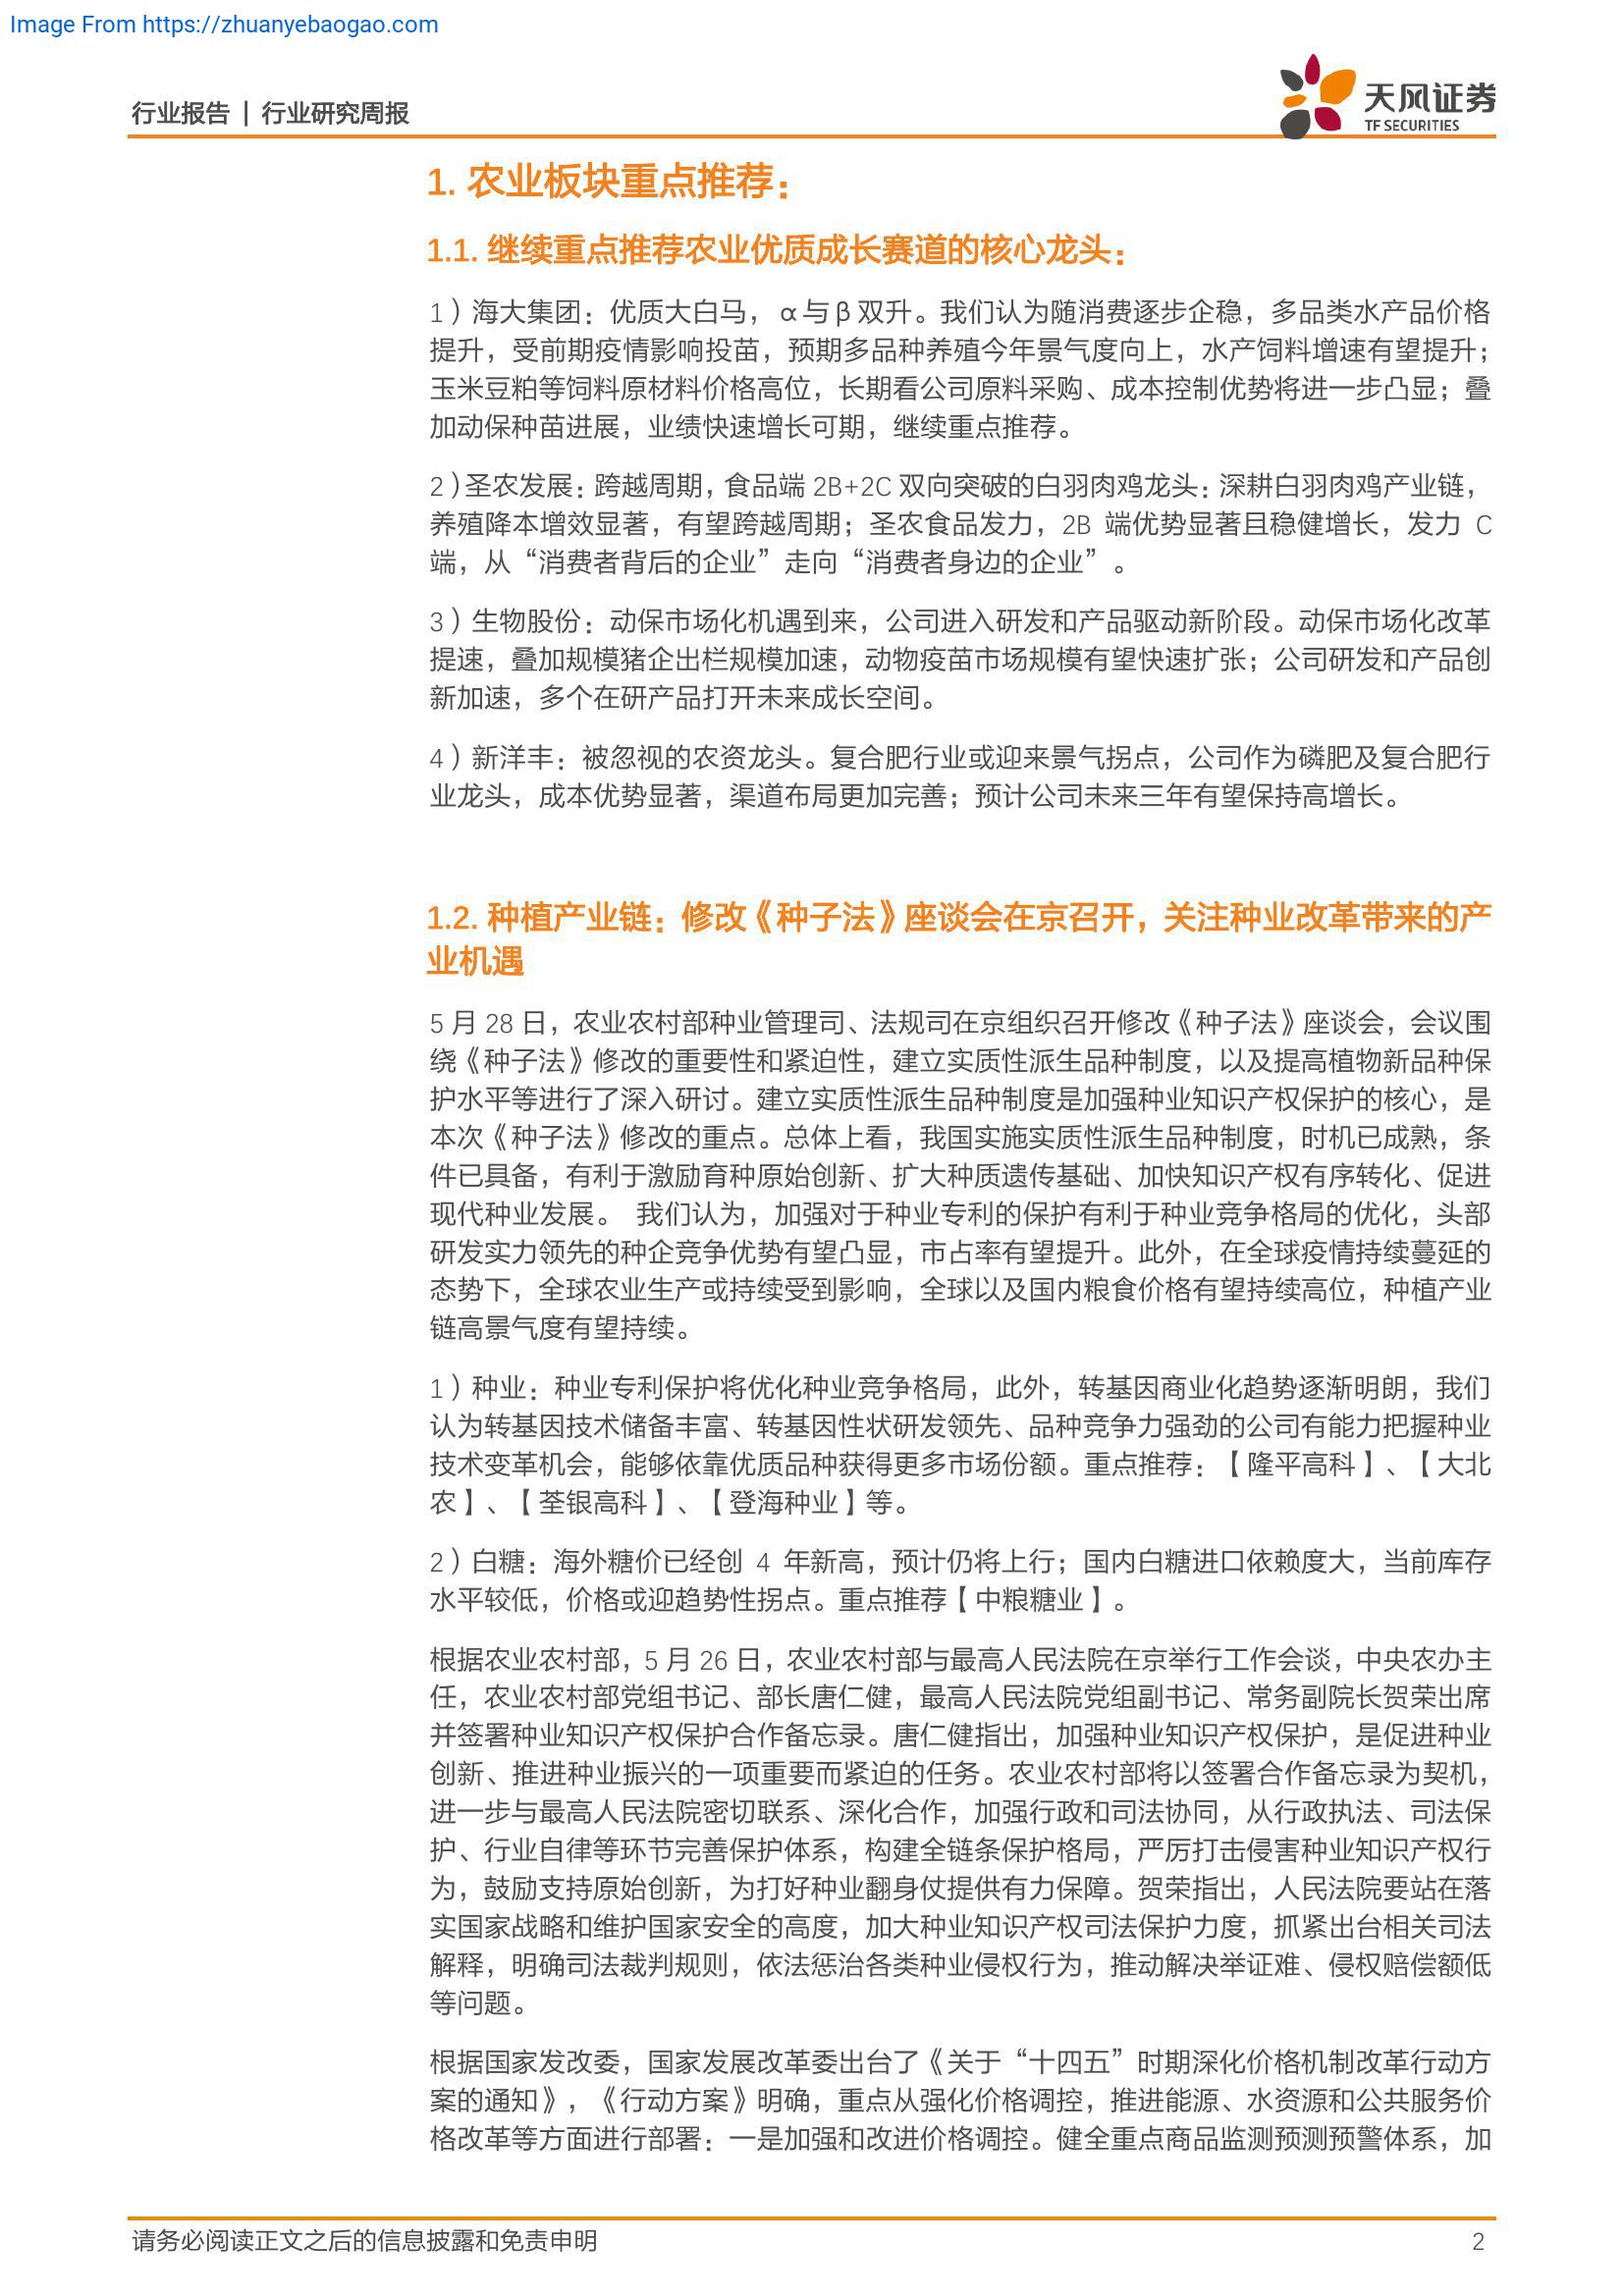 Image From https://zhuanyebaogao.com
行业报告 | 行业研究周报
天风证券
TF SECURITIES
1. 农业板块重点推荐：
1.1. 继续重点推荐农业优质成长赛道的核心龙头：
1）海大集团：优质大白马，α与β双升。我们认为随消费逐步企稳，多品类水产品价格
提升，受前期疫情影响投苗，预期多品种养殖今年景气度向上，水产饲料增速有望提升；
玉米豆粕等饲料原材料价格高位，长期看公司原料采购、成本控制优势将进一步凸显；叠
加动保种苗进展，业绩快速增长可期，继续重点推荐。
2）圣农发展：跨越周期，食品端 2B+2C 双向突破的白羽肉鸡龙头：深耕白羽肉鸡产业链，
养殖降本增效显著，有望跨越周期；圣农食品发力，2B 端优势显著且稳健增长，发力 C
端，从“消费者背后的企业”走向“消费者身边的企业”。
3）生物股份：动保市场化机遇到来，公司进入研发和产品驱动新阶段。动保市场化改革
提速，叠加规模猪企出栏规模加速，动物疫苗市场规模有望快速扩张；公司研发和产品创
新加速，多个在研产品打开未来成长空间。
4）新洋丰：被忽视的农资龙头。复合肥行业或迎来景气拐点，公司作为磷肥及复合肥行
业龙头，成本优势显著，渠道布局更加完善；预计公司未来三年有望保持高增长。
1.2. 种植产业链：修改《种子法》座谈会在京召开，关注种业改革带来的产
业机遇
5 月 28 日，农业农村部种业管理司、法规司在京组织召开修改《种子法》座谈会，会议围
绕《种子法》修改的重要性和紧迫性，建立实质性派生品种制度，以及提高植物新品种保
护水平等进行了深入研讨。建立实质性派生品种制度是加强种业知识产权保护的核心，是
本次《种子法》修改的重点。总体上看，我国实施实质性派生品种制度，时机已成熟，条
件已具备，有利于激励育种原始创新、扩大种质遗传基础、加快知识产权有序转化、促进
现代种业发展。 我们认为，加强对于种业专利的保护有利于种业竞争格局的优化，头部
研发实力领先的种企竞争优势有望凸显，市占率有望提升。此外，在全球疫情持续蔓延的
态势下，全球农业生产或持续受到影响，全球以及国内粮食价格有望持续高位，种植产业
链高景气度有望持续。
1）种业：种业专利保护将优化种业竞争格局，此外，转基因商业化趋势逐渐明朗，我们
认为转基因技术储备丰富、转基因性状研发领先、品种竞争力强劲的公司有能力把握种业
技术变革机会，能够依靠优质品种获得更多市场份额。重点推荐：【隆平高科】、【大北
农】、【荃银高科】、【登海种业】等。
2）白糖：海外糖价已经创 4 年新高，预计仍将上行；国内白糖进口依赖度大，当前库存
水平较低，价格或迎趋势性拐点。重点推荐【中粮糖业】。
根据农业农村部，5 月 26 日，农业农村部与最高人民法院在京举行工作会谈，中央农办主
任，农业农村部党组书记、部长唐仁健，最高人民法院党组副书记、常务副院长贺荣出席
并签署种业知识产权保护合作备忘录。唐仁健指出，加强种业知识产权保护，是促进种业
创新、推进种业振兴的一项重要而紧迫的任务。农业农村部将以签署合作备忘录为契机，
进一步与最高人民法院密切联系、深化合作，加强行政和司法协同，从行政执法、司法保
护、行业自律等环节完善保护体系，构建全链条保护格局，严厉打击侵害种业知识产权行
为，鼓励支持原始创新，为打好种业翻身仗提供有力保障。贺荣指出，人民法院要站在落
实国家战略和维护国家安全的高度，加大种业知识产权司法保护力度，抓紧出台相关司法
解释，明确司法裁判规则，依法惩治各类种业侵权行为，推动解决举证难、侵权赔偿额低
等问题。
根据国家发改委，国家发展改革委出台了《关于“十四五”时期深化价格机制改革行动方
案的通知》，《行动方案》明确，重点从强化价格调控，推进能源、水资源和公共服务价
格改革等方面进行部署：一是加强和改进价格调控。健全重点商品监测预测预警体系，加
请务必阅读正文之后的信息披露和免责申明
2